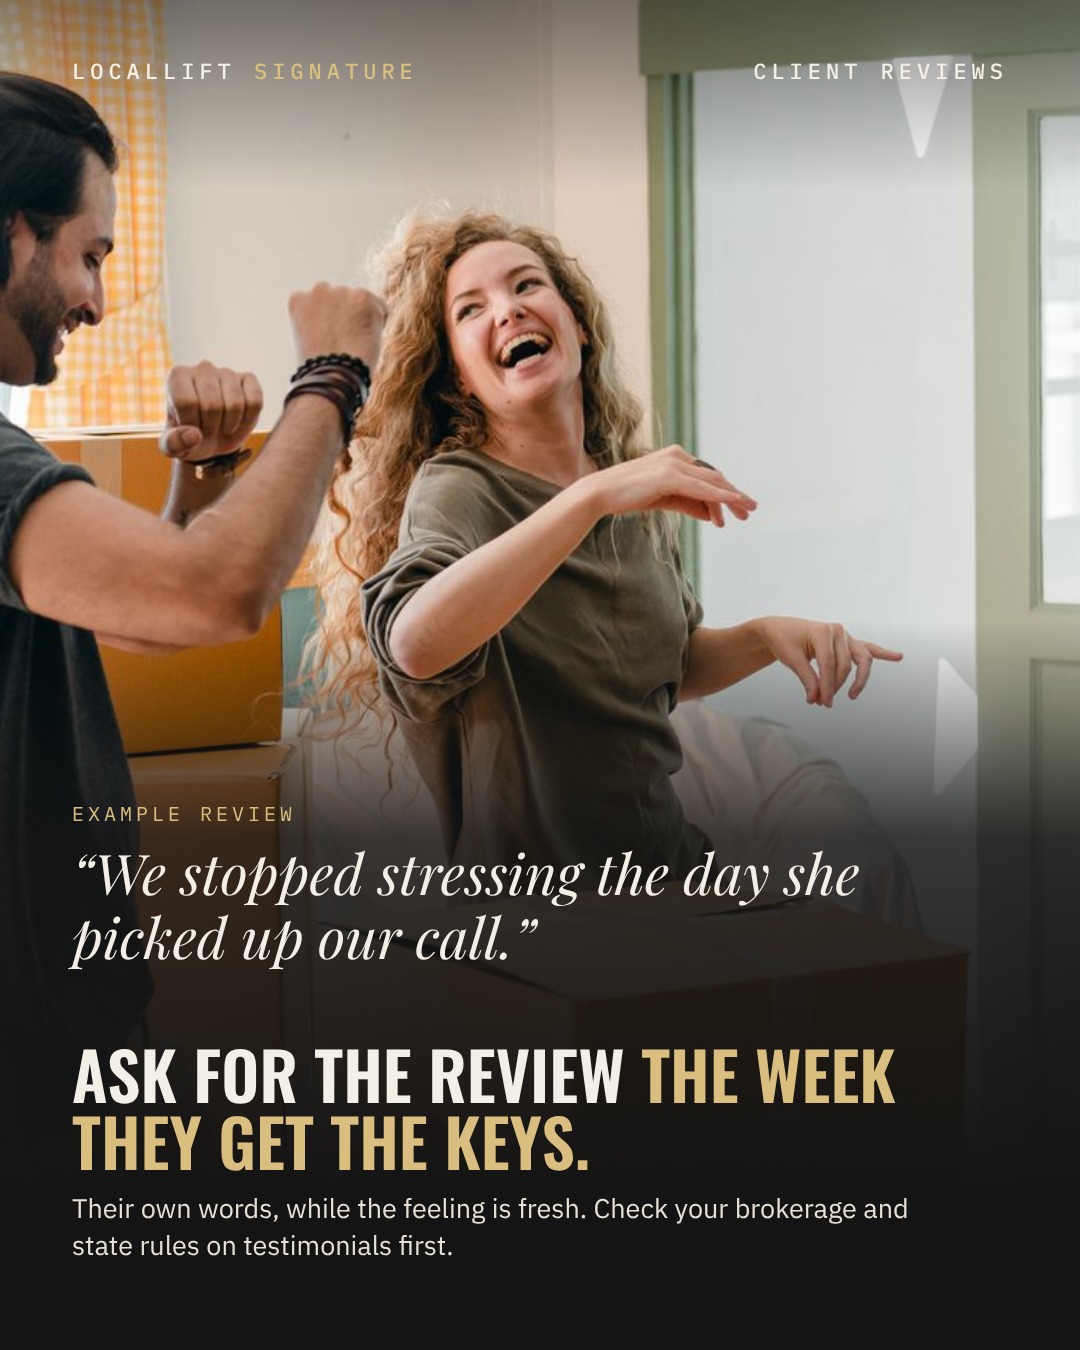 LOCALLIFT SIGNATURE
CLIENT REVIEWS
EXAMPLE REVIEW
“We stopped stressing the day she
picked up our call.”
ASK FOR THE REVIEW THE WEEK
THEY GET THE KEYS.
Their own words, while the feeling is fresh. Check your brokerage and
state rules on testimonials first.